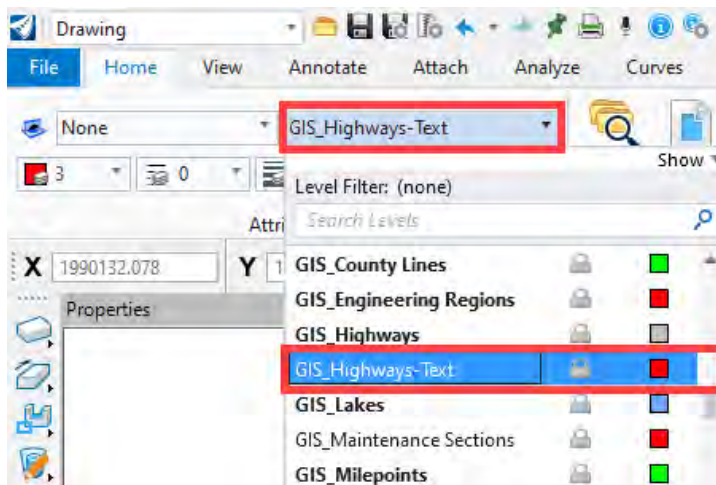 Drawing
File Home View Annotate Attach Analyze Curves
None GIS_Highways-Text
3 0 Show
Level Filter: (none)
Attri Search Levels
X 1990132.078 Y 1
GIS_County Lines
Properties
GIS_Engineering Regions
GIS_Highways
GIS_Highways-Text
GIS_Lakes
GIS_Maintenance Sections
GIS_Milepoints